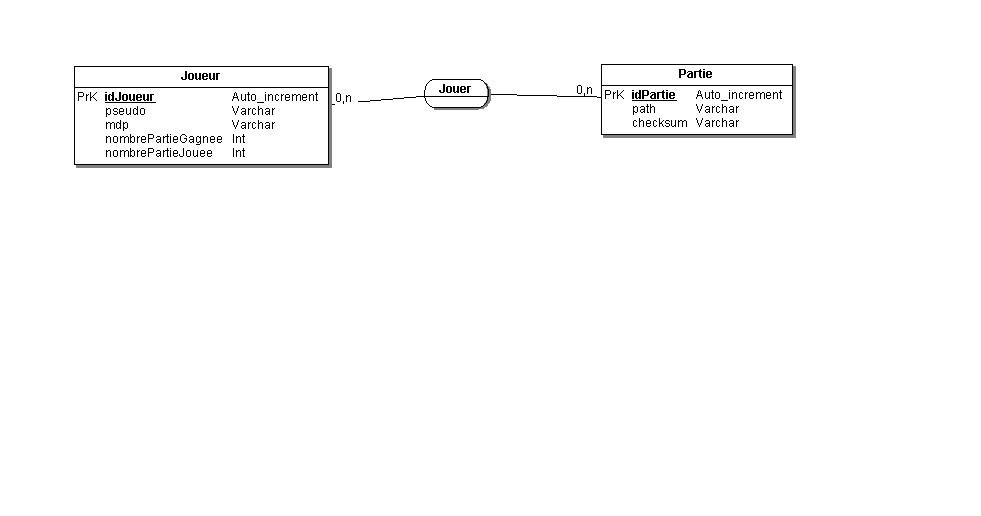 Joueur
PrK idJoueur Auto_increment
pseudo Varchar
mdp Varchar
nombrePartieGagnee Int
nombrePartieJouee Int
0,n
Jouer
0,n
Partie
PrK idPartie Auto_increment
path Varchar
checksum Varchar